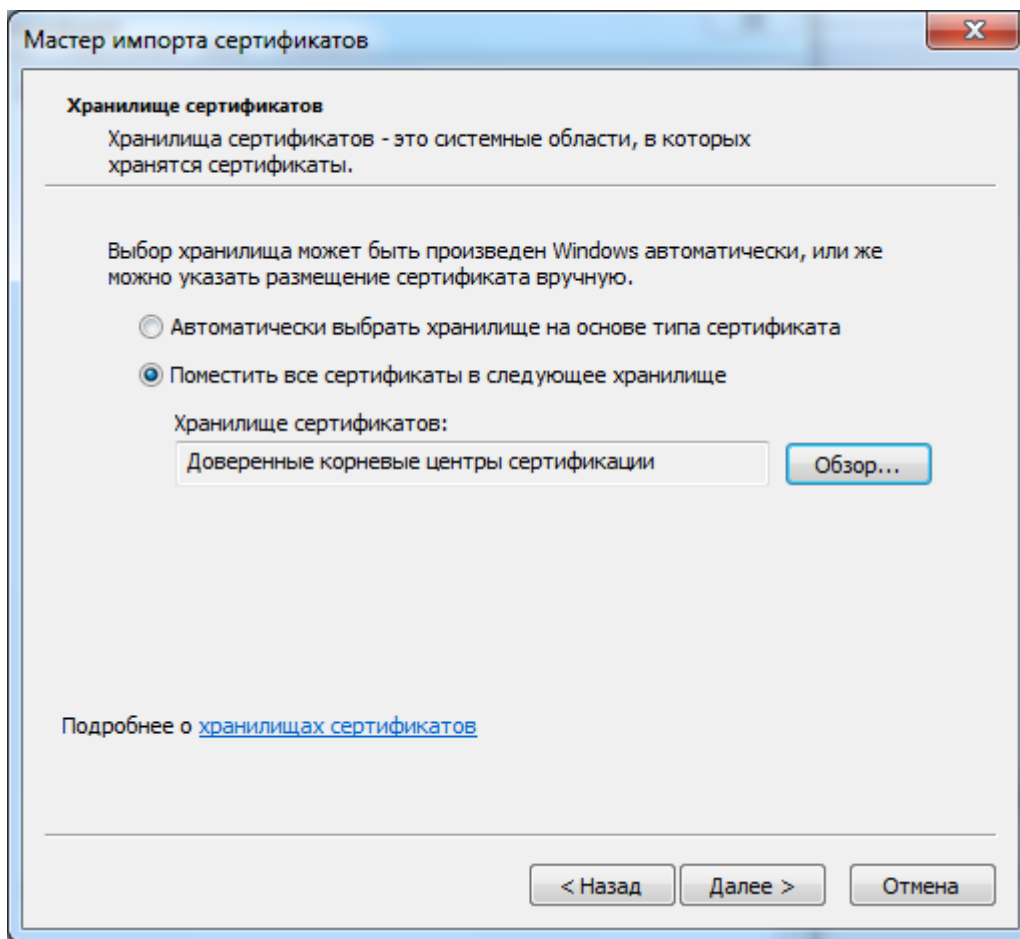 Мастер импорта сертификатов
Хранилище сертификатов
Хранилища сертификатов - это системные области, в которых
хранятся сертификаты.
Выбор хранилища может быть произведен Windows автоматически, или же
можно указать размещение сертификата вручную.
Автоматически выбрать хранилище на основе типа сертификата
Поместить все сертификаты в следующее хранилище
Хранилище сертификатов:
Доверенные корневые центры сертификации
Обзор...
Подробнее о хранилищах сертификатов
< Назад
Далее >
Отмена